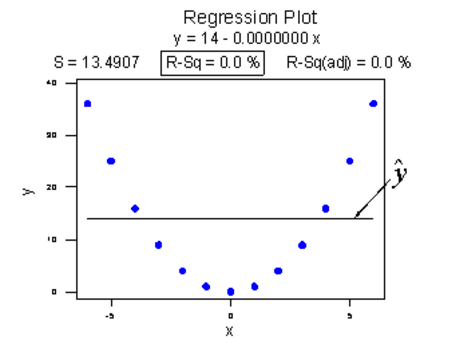 Regression Plot
y = 14 - 0.0000000 x
S = 13.4907 R-Sq = 0.0 % R-Sq(adj) = 0.0 %
40
30
20
10
0
y
ŷ
-5 0 5
x